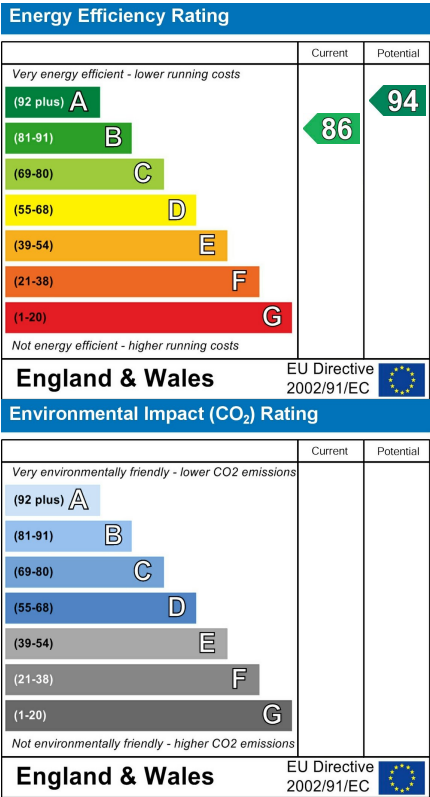 Energy Efficiency Rating
Current Potential
Very energy efficient - lower running costs
(92 plus) A
94
(81-91) B
86
(69-80) C
(55-68) D
(39-54) E
(21-38) F
(1-20) G
Not energy efficient - higher running costs
England & Wales
EU Directive
2002/91/EC
Environmental Impact (CO₂) Rating
Current Potential
Very environmentally friendly - lower CO2 emissions
(92 plus) A
(81-91) B
(69-80) C
(55-68) D
(39-54) E
(21-38) F
(1-20) G
Not environmentally friendly - higher CO2 emissions
England & Wales
EU Directive
2002/91/EC